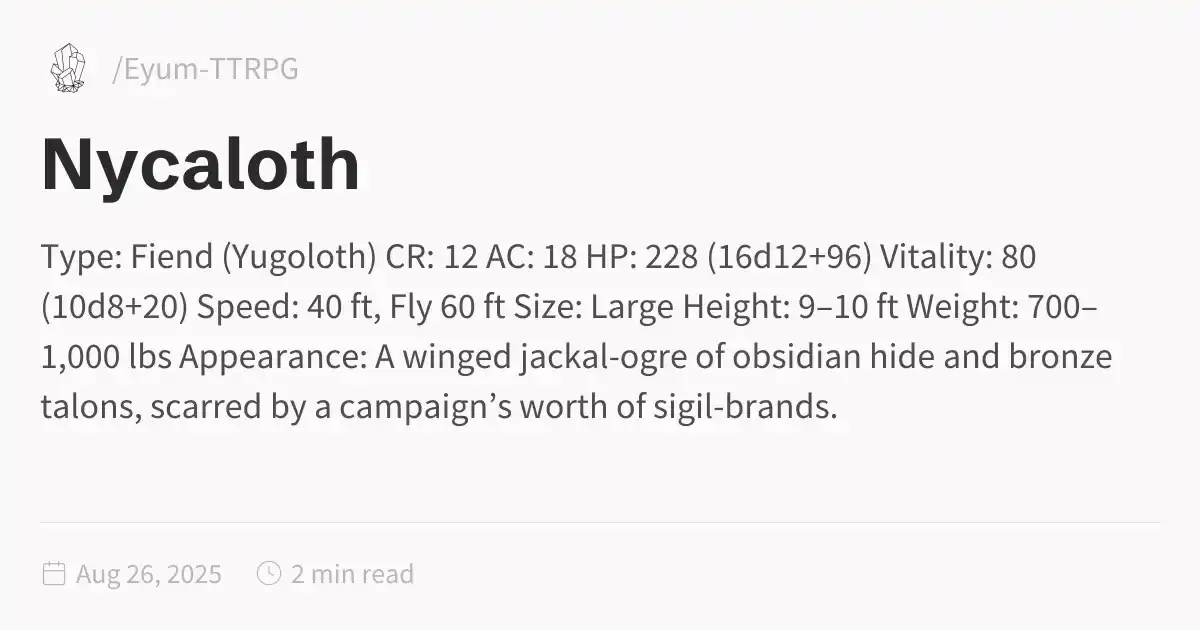 /Eyum-TTRPG
Nycaloth
Type: Fiend (Yugoloth) CR: 12 AC: 18 HP: 228 (16d12+96) Vitality: 80
(10d8+20) Speed: 40 ft, Fly 60 ft Size: Large Height: 9–10 ft Weight: 700–
1,000 lbs Appearance: A winged jackal-ogre of obsidian hide and bronze
talons, scarred by a campaign’s worth of sigil-brands.
Aug 26, 2025 2 min read